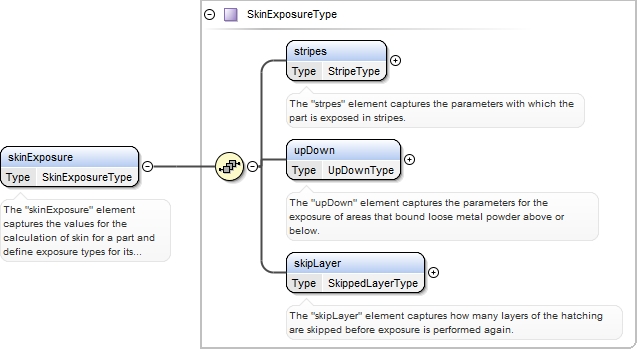 SkinExposureType
stripes
Type StripeType
The "strpes" element captures the parameters with which the
part is exposed in stripes.
skinExposure
Type SkinExposureType
The "skinExposure" element
captures the values for the
calculation of skin for a part and
define exposure types for its...
upDown
Type UpDownType
The "upDown" element captures the parameters for the
exposure of areas that bound loose metal powder above or
below.
skipLayer
Type SkippedLayerType
The "skipLayer" element captures how many layers of the hatching
are skipped before exposure is performed again.